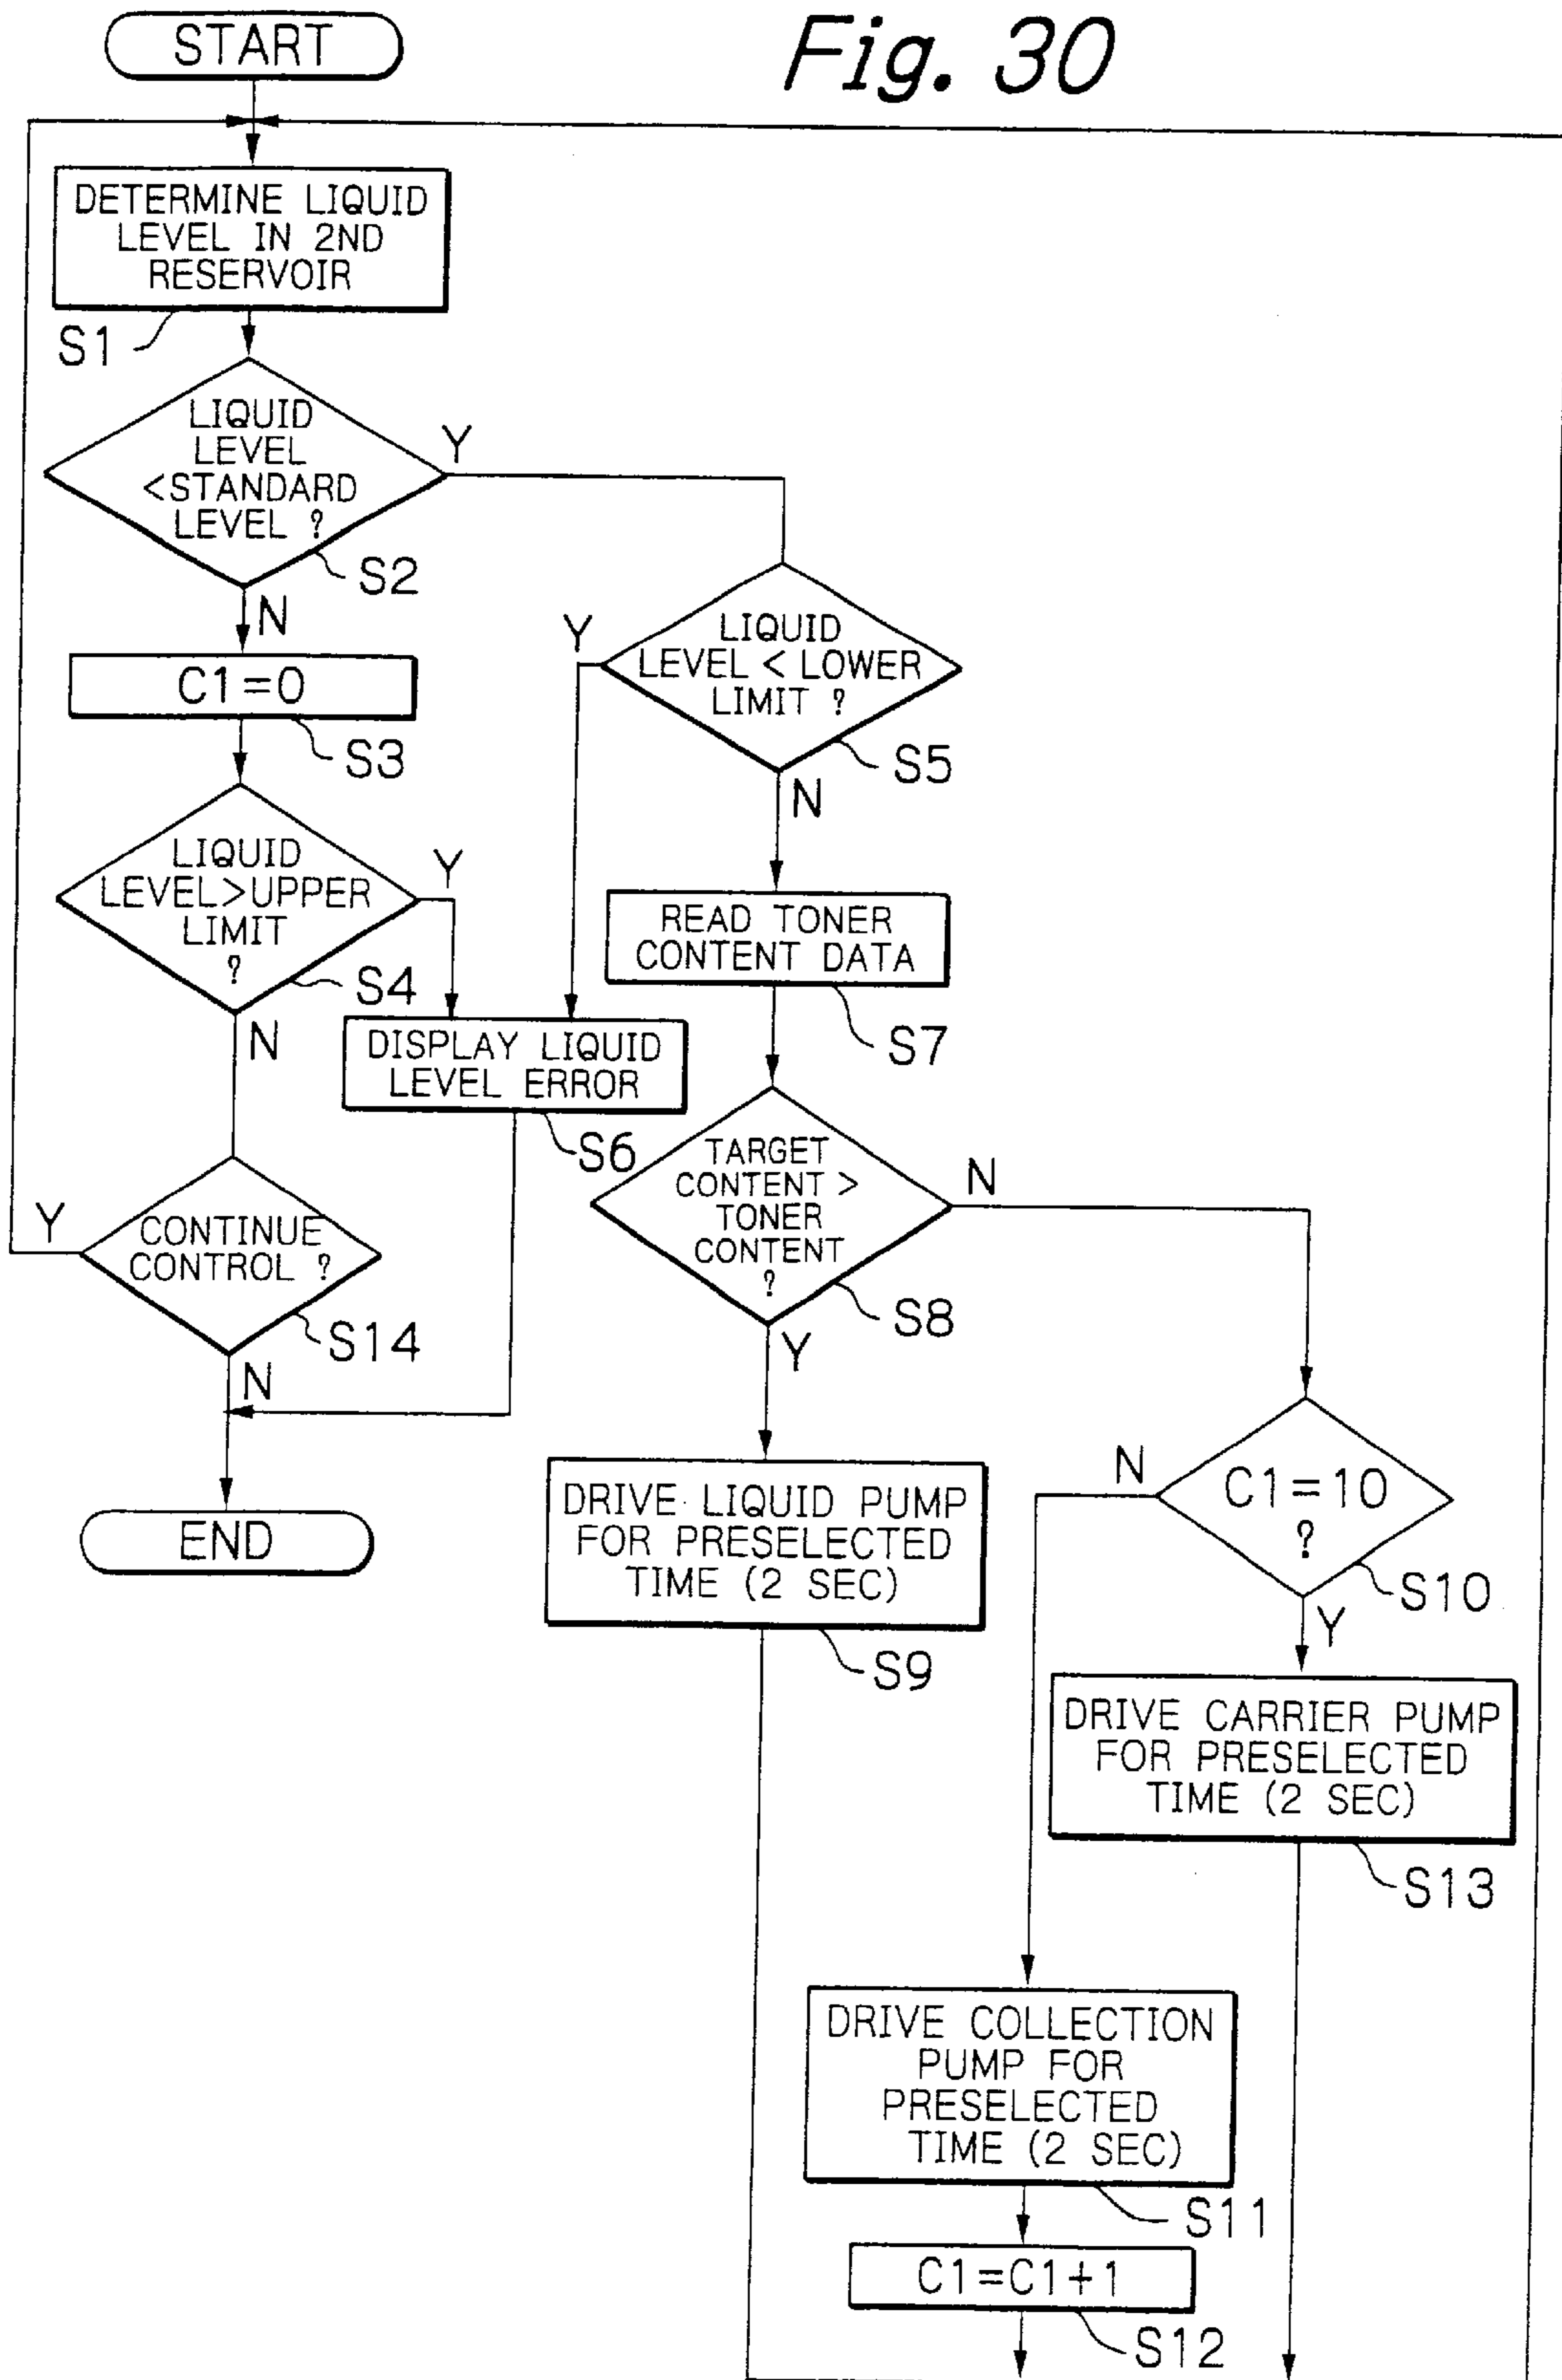 Fig. 30
START
DETERMINE LIQUID
LEVEL IN 2ND
RESERVOIR
S1
LIQUID
LEVEL
<STANDARD
LEVEL ?
Y
S2
N
C1=0
S3
LIQUID
LEVEL>UPPER
LIMIT
?
Y
S4
N
LIQUID
LEVEL < LOWER
LIMIT ?
Y
S5
N
DISPLAY LIQUID
LEVEL ERROR
S6
READ TONER
CONTENT DATA
S7
CONTINUE
CONTROL ?
Y
S14
N
END
TARGET
CONTENT >
TONER
CONTENT
?
N
S8
Y
DRIVE LIQUID PUMP
FOR PRESELECTED
TIME (2 SEC)
S9
C1=10
?
N
S10
Y
DRIVE CARRIER PUMP
FOR PRESELECTED
TIME (2 SEC)
S13
DRIVE COLLECTION
PUMP FOR
PRESELECTED
TIME (2 SEC)
S11
C1=C1+1
S12